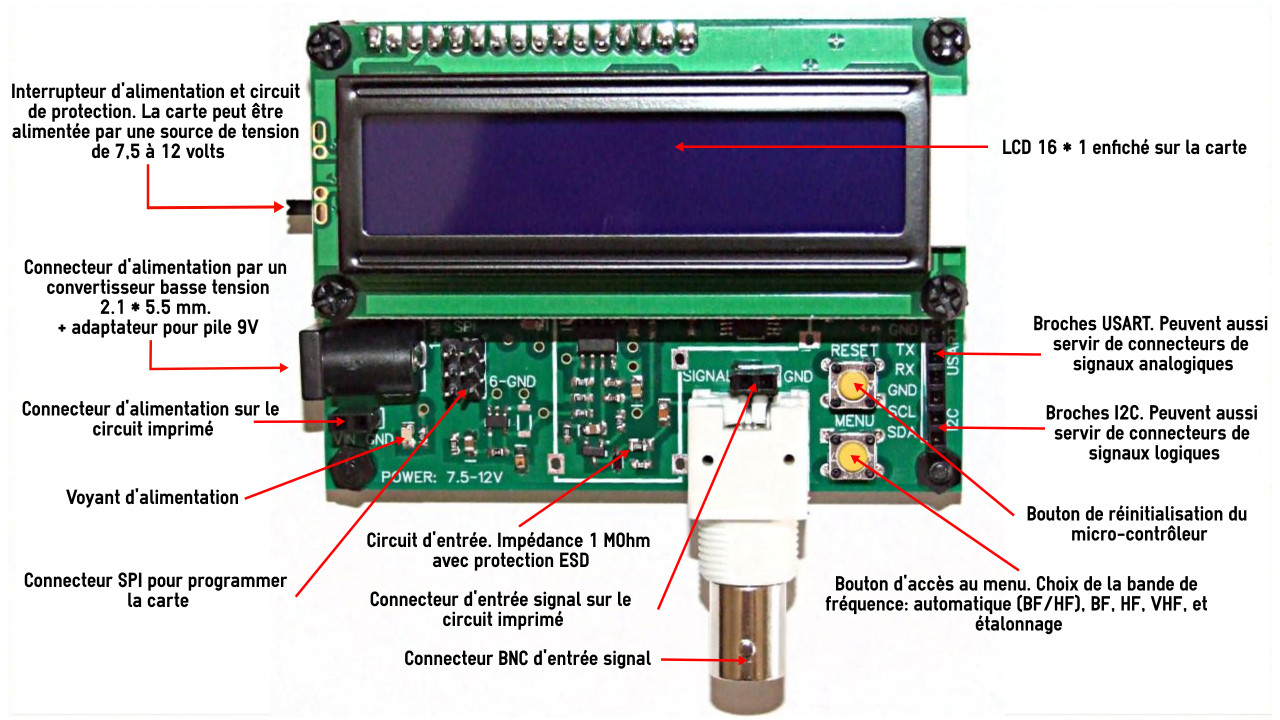 Interrupteur d'alimentation et circuit
de protection. La carte peut être
alimentée par une source de tension
de 7,5 à 12 volts
LCD 16 * 1 enfiché sur la carte
Connecteur d'alimentation par un
convertisseur basse tension
2.1 * 5.5 mm.
+ adaptateur pour pile 9V
Connecteur d'alimentation sur le
circuit imprimé
Voyant d'alimentation
Connecteur SPI pour programmer
la carte
SPI
6-GND
VIN GND
POWER: 7.5-12V
SIGNAL
GND
RESET
MENU
GND
TX
RX
GND
SCL
SDA
Broches USART. Peuvent aussi
servir de connecteurs de
signaux analogiques
Broches I2C. Peuvent aussi
servir de connecteurs de
signaux logiques
Bouton de réinitialisation du
micro-contrôleur
Bouton d'accès au menu. Choix de la bande de
fréquence: automatique (BF/HF), BF, HF, VHF, et
étalonnage
Circuit d'entrée. Impédance 1 MOhm
avec protection ESD
Connecteur d'entrée signal sur le
circuit imprimé
Connecteur BNC d'entrée signal